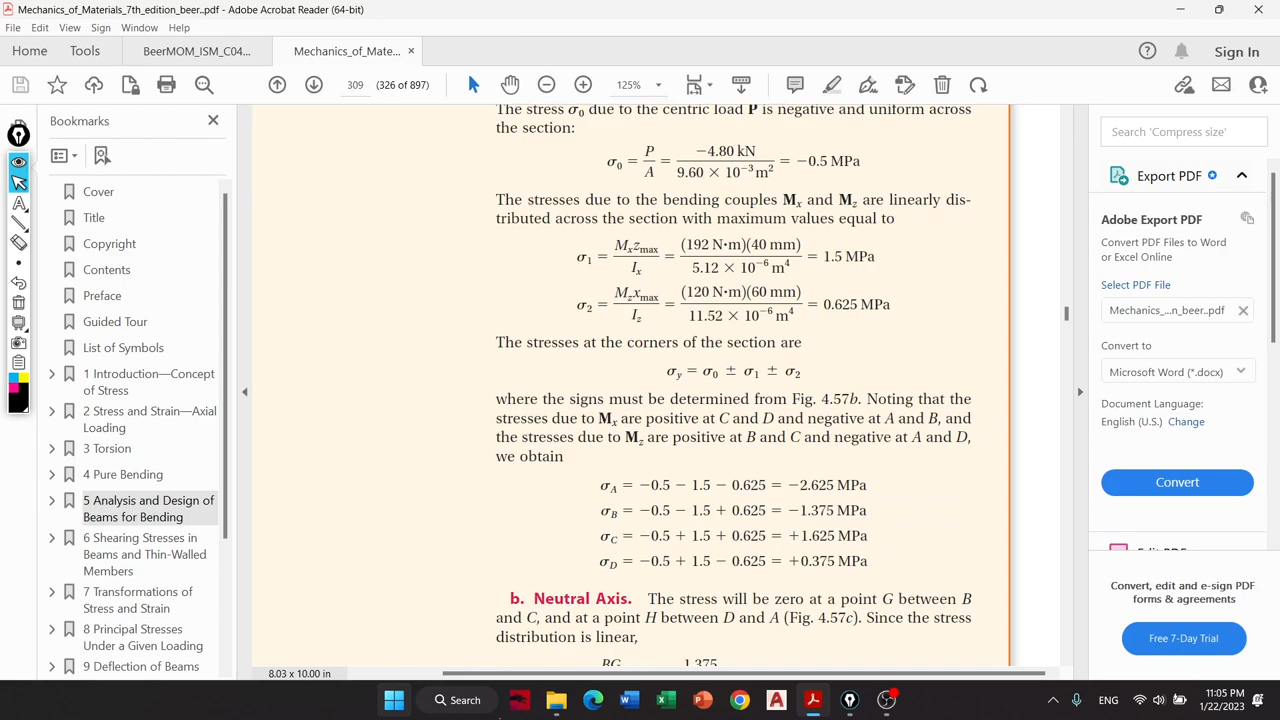 Mechanics_of_Materials_7th_edition_beer..pdf - Adobe Acrobat Reader (64-bit)
File Edit View Sign Window Help
Home Tools BeerMOM_ISM_C04... Mechanics_of_Mate... × Sign In
309 (326 of 897) 125%
Bookmarks
Cover
Title
Copyright
Contents
Preface
Guided Tour
List of Symbols
1 Introduction—Concept
of Stress
2 Stress and Strain—Axial
Loading
3 Torsion
4 Pure Bending
5 Analysis and Design of
Beams for Bending
6 Shearing Stresses in
Beams and Thin-Walled
Members
7 Transformations of
Stress and Strain
8 Principal Stresses
Under a Given Loading
9 Deflection of Beams
The stress σ₀ due to the centric load P is negative and uniform across
the section:
σ₀ = P/A = −4.80 kN / 9.60 × 10⁻³ m² = −0.5 MPa
The stresses due to the bending couples Mₓ and M_z are linearly dis-
tributed across the section with maximum values equal to
σ₁ = Mₓz_max / Iₓ = (192 N·m)(40 mm) / 5.12 × 10⁻⁶ m⁴ = 1.5 MPa
σ₂ = M_z x_max / I_z = (120 N·m)(60 mm) / 11.52 × 10⁻⁶ m⁴ = 0.625 MPa
The stresses at the corners of the section are
σ_y = σ₀ ± σ₁ ± σ₂
where the signs must be determined from Fig. 4.57b. Noting that the
stresses due to Mₓ are positive at C and D and negative at A and B, and
the stresses due to M_z are positive at B and C and negative at A and D,
we obtain
σ_A = −0.5 − 1.5 − 0.625 = −2.625 MPa
σ_B = −0.5 − 1.5 + 0.625 = −1.375 MPa
σ_C = −0.5 + 1.5 + 0.625 = +1.625 MPa
σ_D = −0.5 + 1.5 − 0.625 = +0.375 MPa
b. Neutral Axis. The stress will be zero at a point G between B
and C, and at a point H between D and A (Fig. 4.57c). Since the stress
distribution is linear,
BG 1.375
8.03 x 10.00 in
Search 'Compress size'
Export PDF
Adobe Export PDF
Convert PDF Files to Word
or Excel Online
Select PDF File
Mechanics_...n_beer..pdf
Convert to
Microsoft Word (*.docx)
Document Language:
English (U.S.) Change
Convert
Convert, edit and e-sign PDF
forms & agreements
Free 7-Day Trial
Search
ENG
11:05 PM
1/22/2023